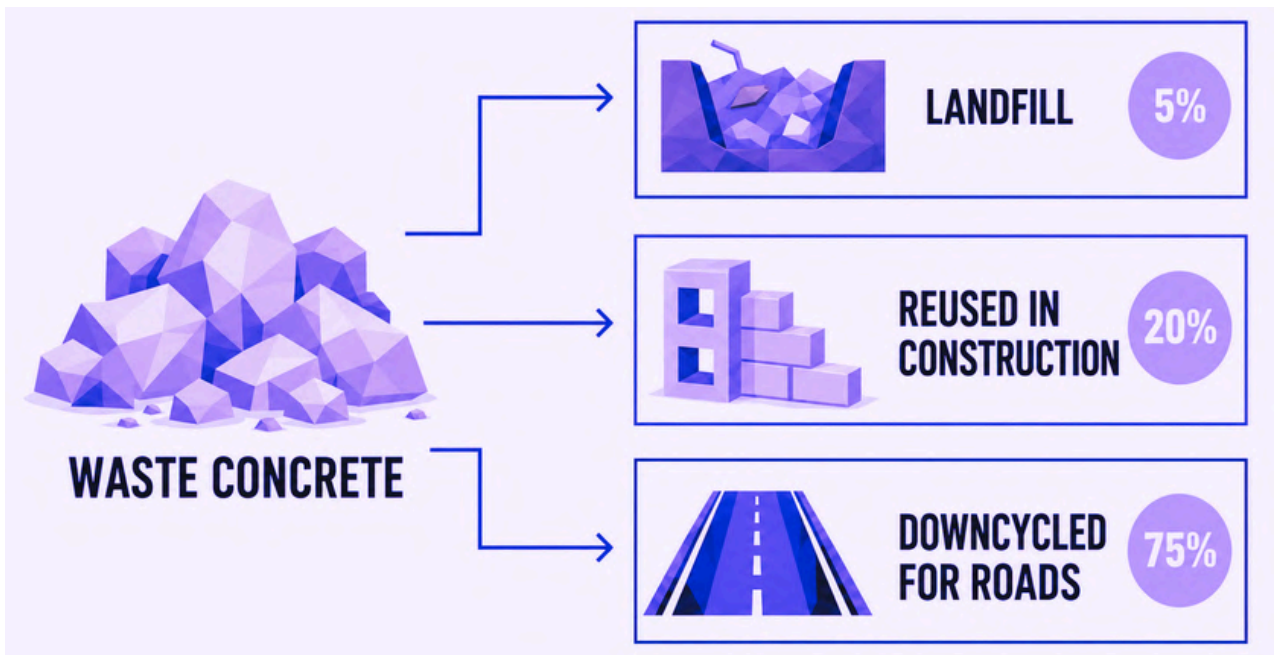 WASTE CONCRETE
LANDFILL
5%
REUSED IN
CONSTRUCTION
20%
DOWNCYCLED
FOR ROADS
75%